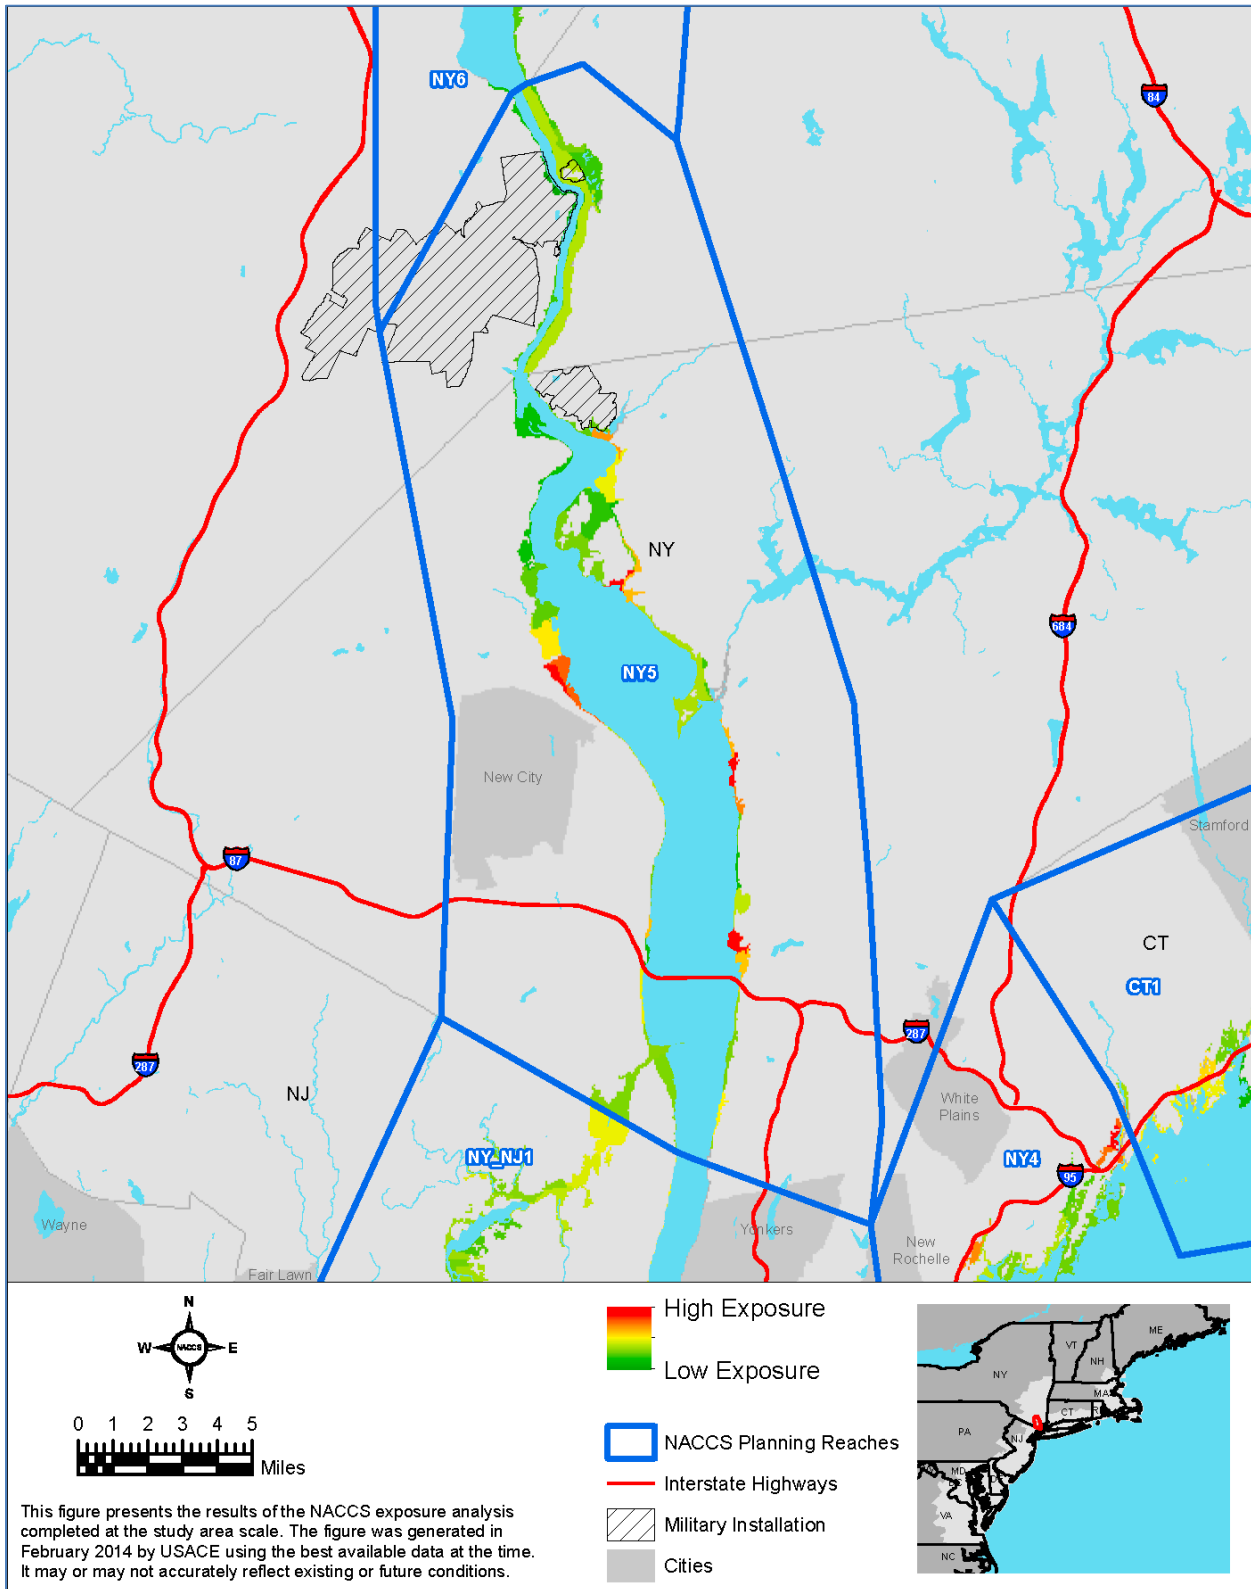 NY6
84
NY
684
NY5
New City
Stamford
87
CT
CT1
287
287
NJ
White
Plains
NY_NJ1
NY4
95
Wayne
Yonkers
New
Rochelle
Fair Lawn
N
W
NACCS
E
S
0 1 2 3 4 5
Miles
This figure presents the results of the NACCS exposure analysis
completed at the study area scale. The figure was generated in
February 2014 by USACE using the best available data at the time.
It may or may not accurately reflect existing or future conditions.
High Exposure
Low Exposure
NACCS Planning Reaches
Interstate Highways
Military Installation
Cities
ME
VT
NH
NY
MA
CT
PA
NJ
MD
VA
NC